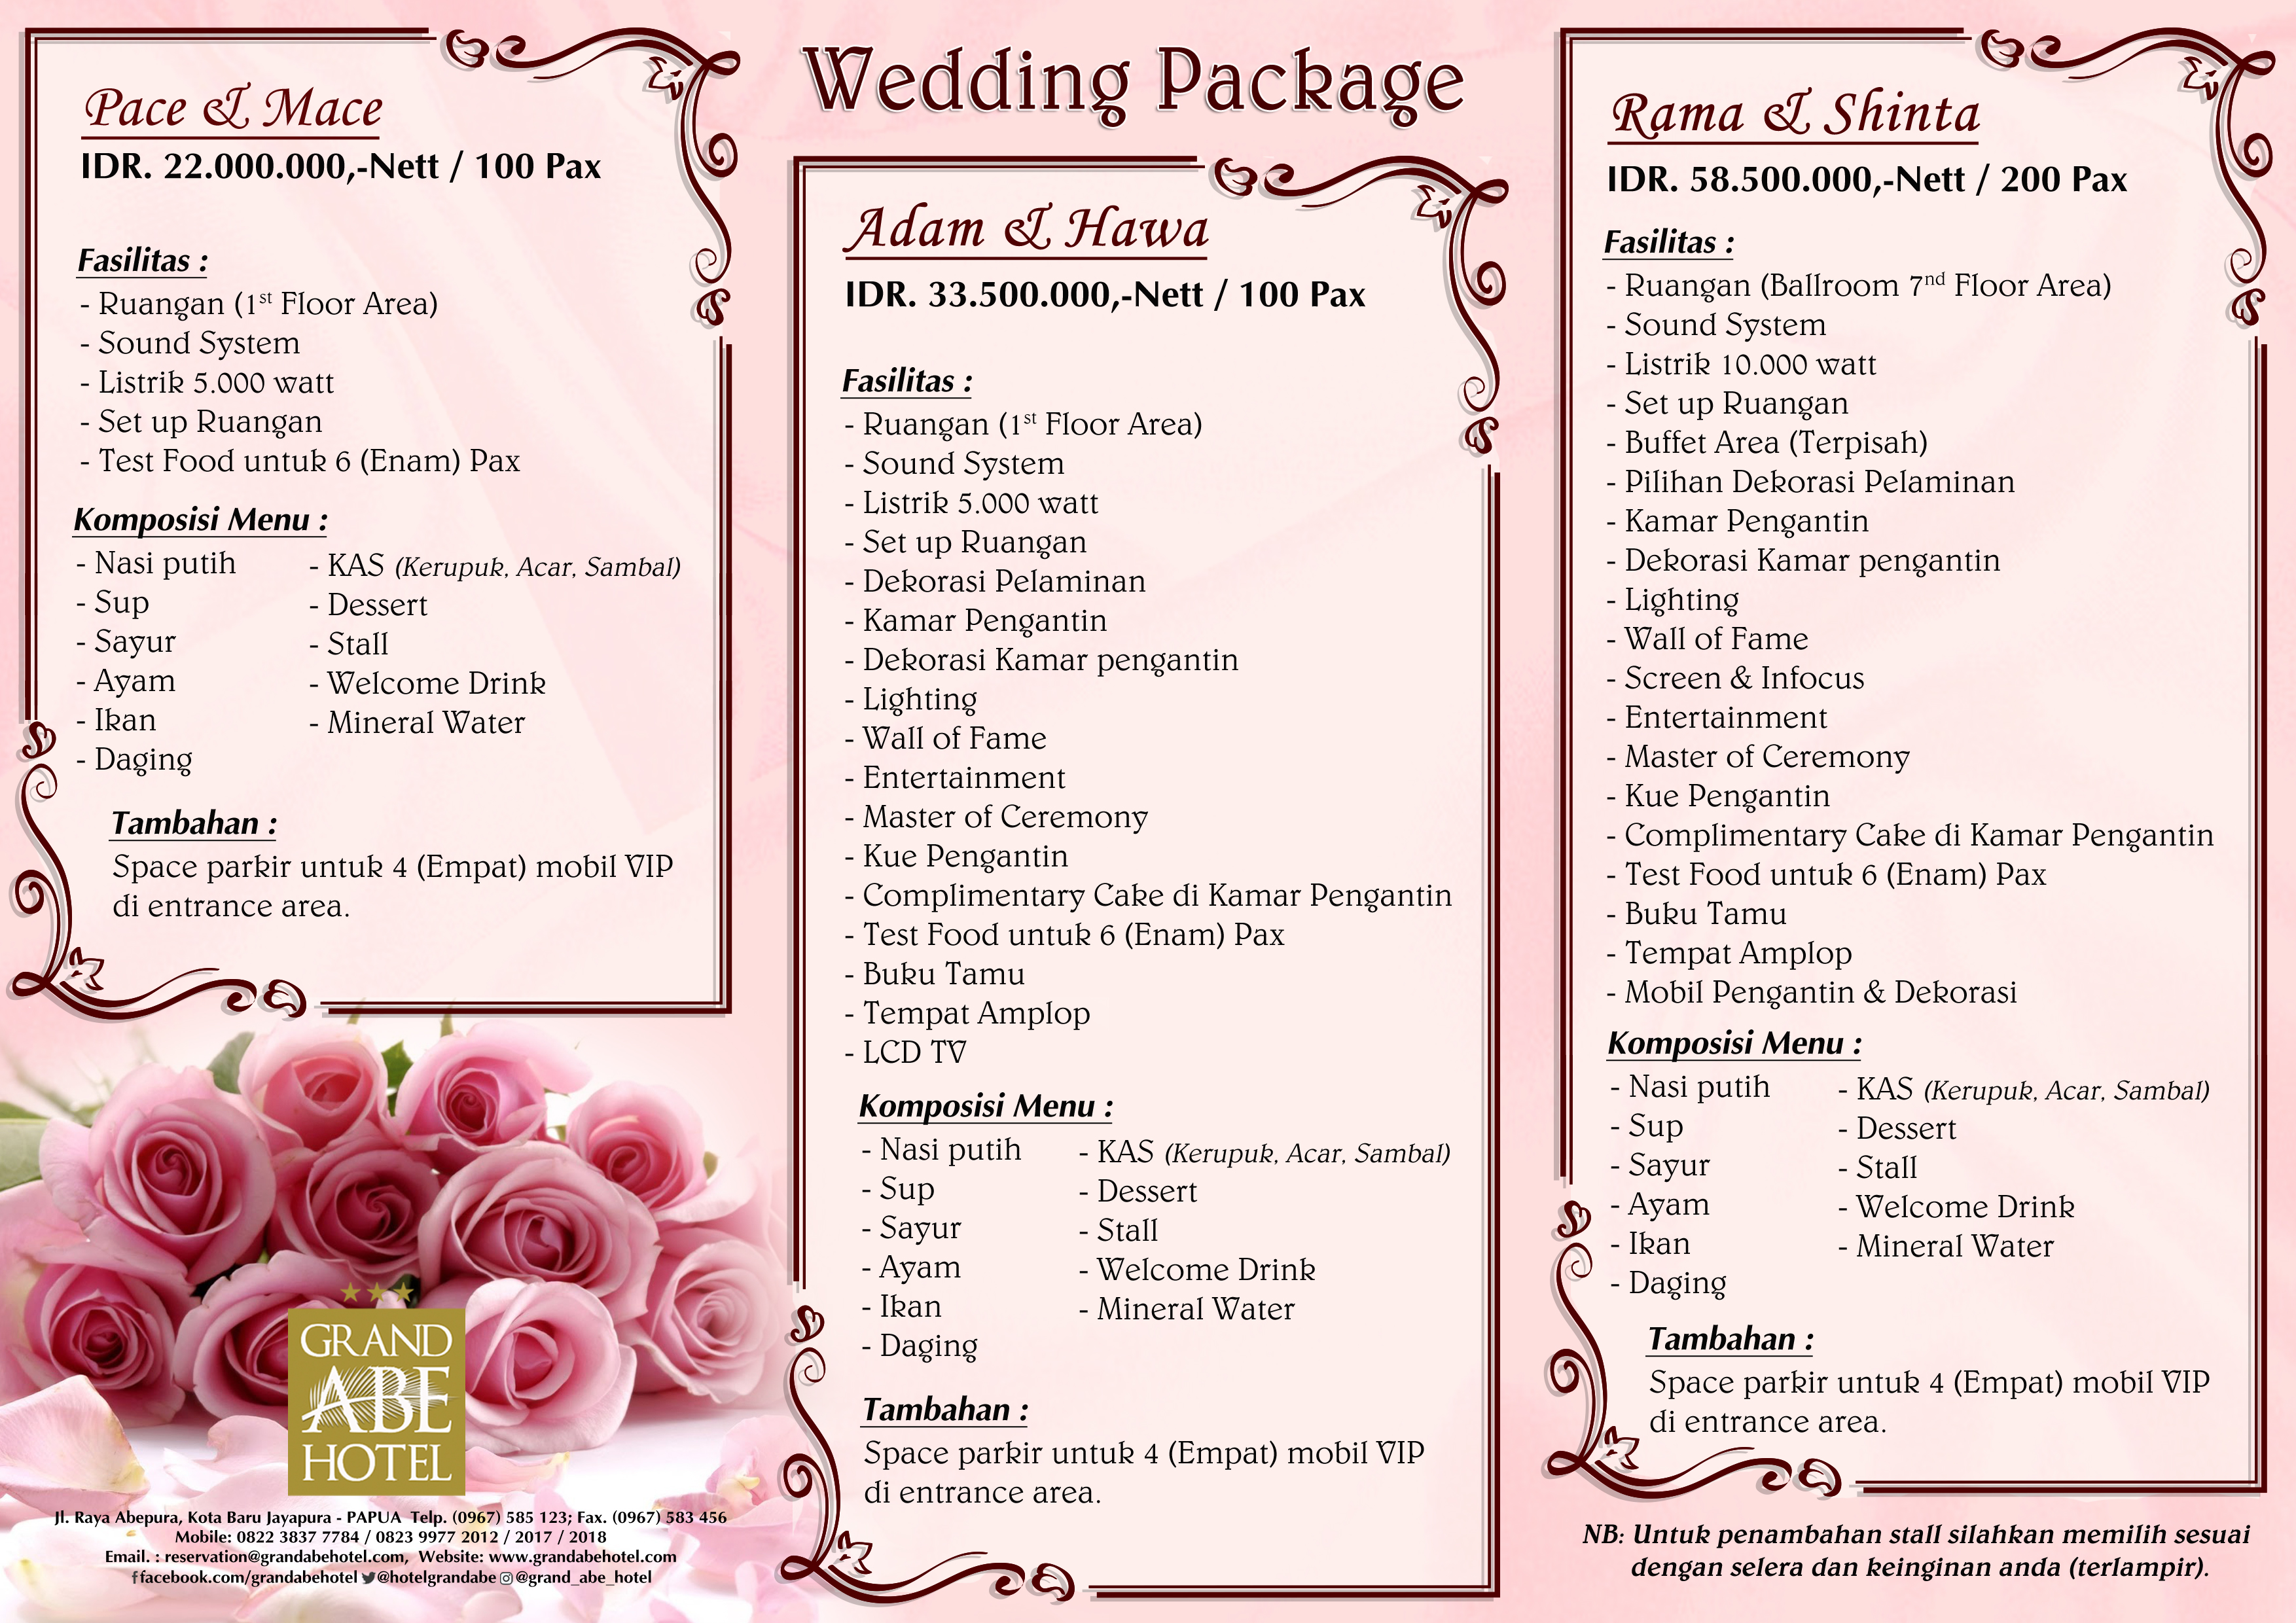 Wedding Package
Pace & Mace
IDR. 22.000.000,-Nett / 100 Pax
Fasilitas :
- Ruangan (1st Floor Area)
- Sound System
- Listrik 5.000 watt
- Set up Ruangan
- Test Food untuk 6 (Enam) Pax
Komposisi Menu :
- Nasi putih
- Sup
- Sayur
- Ayam
- Ikan
- Daging
- KAS (Kerupuk, Acar, Sambal)
- Dessert
- Stall
- Welcome Drink
- Mineral Water
Tambahan :
Space parkir untuk 4 (Empat) mobil VIP
di entrance area.
GRAND
ABE
HOTEL
Jl. Raya Abepura, Kota Baru Jayapura - PAPUA Telp. (0967) 585 123; Fax. (0967) 583 456
Mobile: 0822 3837 7784 / 0823 9977 2012 / 2017 / 2018
Email. : reservation@grandabehotel.com, Website: www.grandabehotel.com
facebook.com/grandabehotel @hotelgrandabe @grand_abe_hotel
Adam & Hawa
IDR. 33.500.000,-Nett / 100 Pax
Fasilitas :
- Ruangan (1st Floor Area)
- Sound System
- Listrik 5.000 watt
- Set up Ruangan
- Dekorasi Pelaminan
- Kamar Pengantin
- Dekorasi Kamar pengantin
- Lighting
- Wall of Fame
- Entertainment
- Master of Ceremony
- Kue Pengantin
- Complimentary Cake di Kamar Pengantin
- Test Food untuk 6 (Enam) Pax
- Buku Tamu
- Tempat Amplop
- LCD TV
Komposisi Menu :
- Nasi putih
- Sup
- Sayur
- Ayam
- Ikan
- Daging
- KAS (Kerupuk, Acar, Sambal)
- Dessert
- Stall
- Welcome Drink
- Mineral Water
Tambahan :
Space parkir untuk 4 (Empat) mobil VIP
di entrance area.
Rama & Shinta
IDR. 58.500.000,-Nett / 200 Pax
Fasilitas :
- Ruangan (Ballroom 7nd Floor Area)
- Sound System
- Listrik 10.000 watt
- Set up Ruangan
- Buffet Area (Terpisah)
- Pilihan Dekorasi Pelaminan
- Kamar Pengantin
- Dekorasi Kamar pengantin
- Lighting
- Wall of Fame
- Screen & Infocus
- Entertainment
- Master of Ceremony
- Kue Pengantin
- Complimentary Cake di Kamar Pengantin
- Test Food untuk 6 (Enam) Pax
- Buku Tamu
- Tempat Amplop
- Mobil Pengantin & Dekorasi
Komposisi Menu :
- Nasi putih
- Sup
- Sayur
- Ayam
- Ikan
- Daging
- KAS (Kerupuk, Acar, Sambal)
- Dessert
- Stall
- Welcome Drink
- Mineral Water
Tambahan :
Space parkir untuk 4 (Empat) mobil VIP
di entrance area.
NB: Untuk penambahan stall silahkan memilih sesuai
dengan selera dan keinginan anda (terlampir).